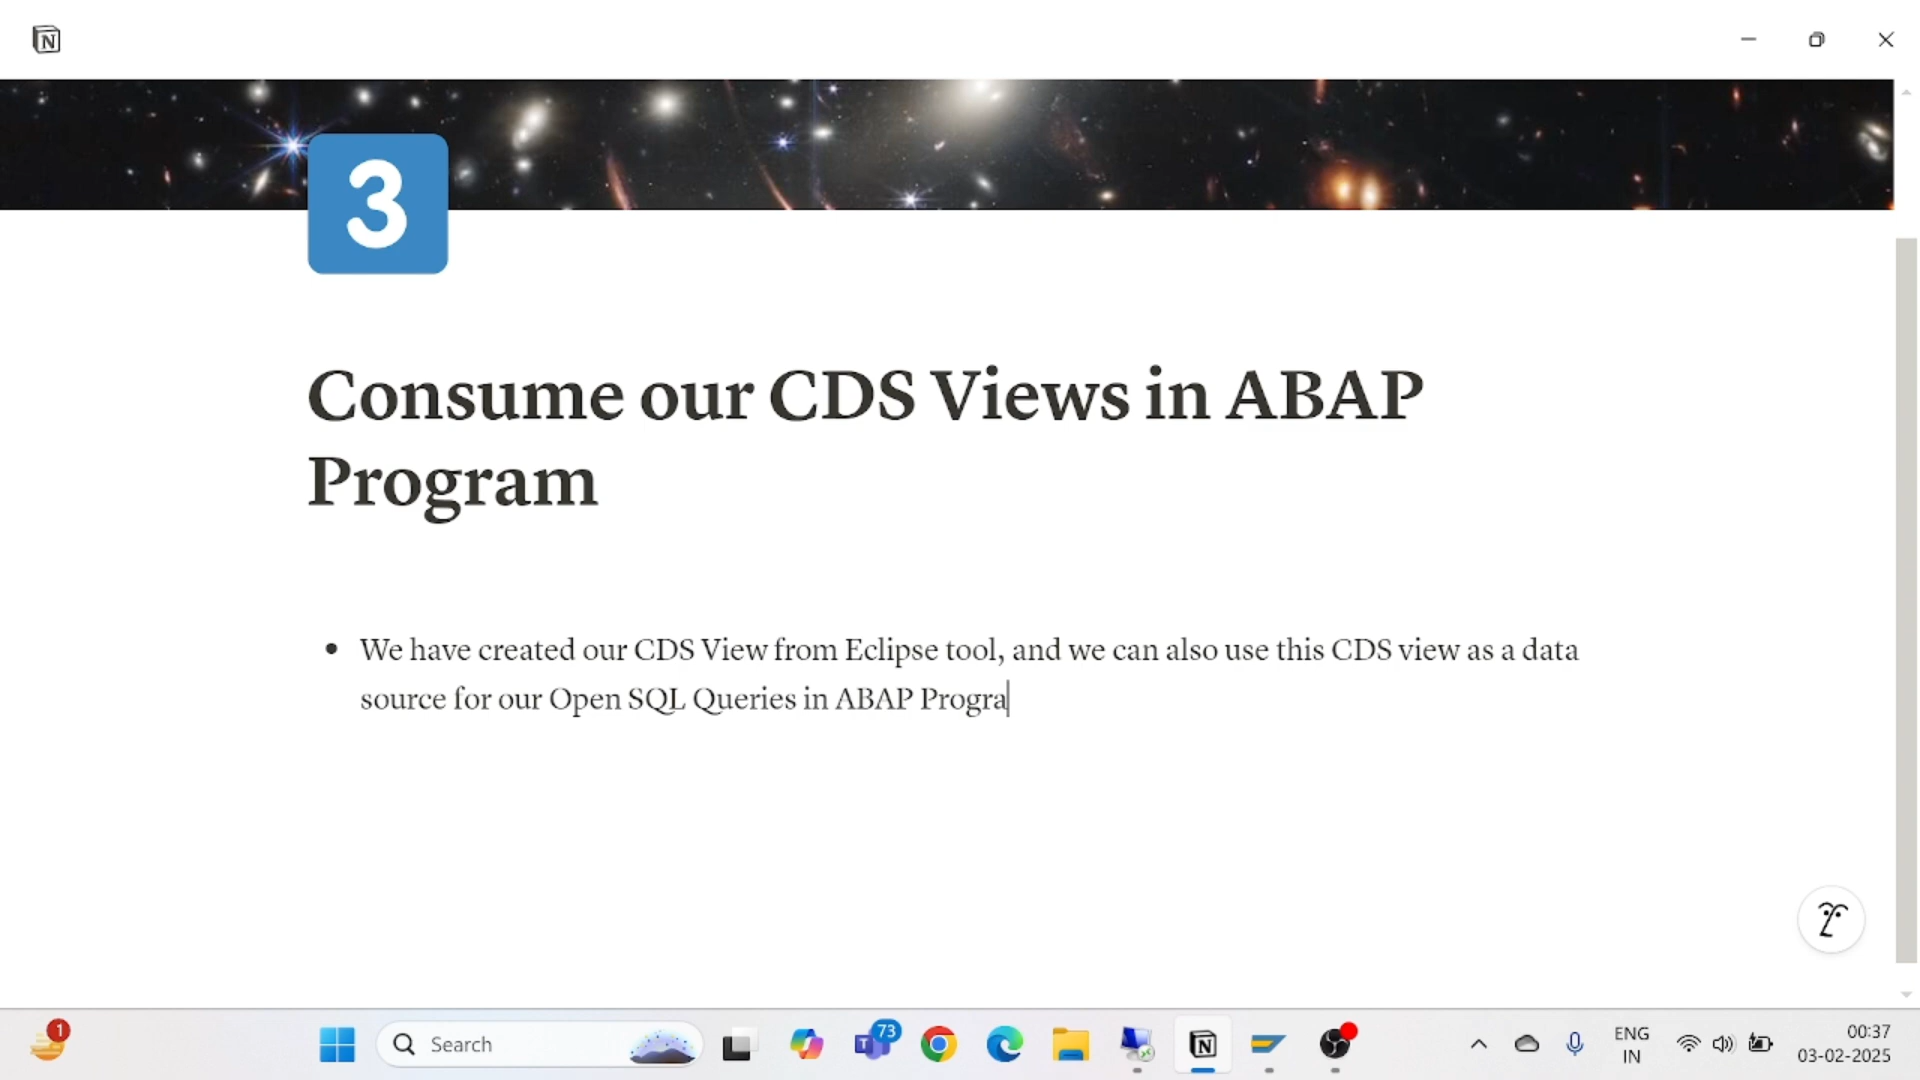 N
3
Consume our CDS Views in ABAP
Program
• We have created our CDS View from Eclipse tool, and we can also use this CDS view as a data
source for our Open SQL Queries in ABAP Progra
1
Search
T
73
N
ENG
IN
00:37
03-02-2025